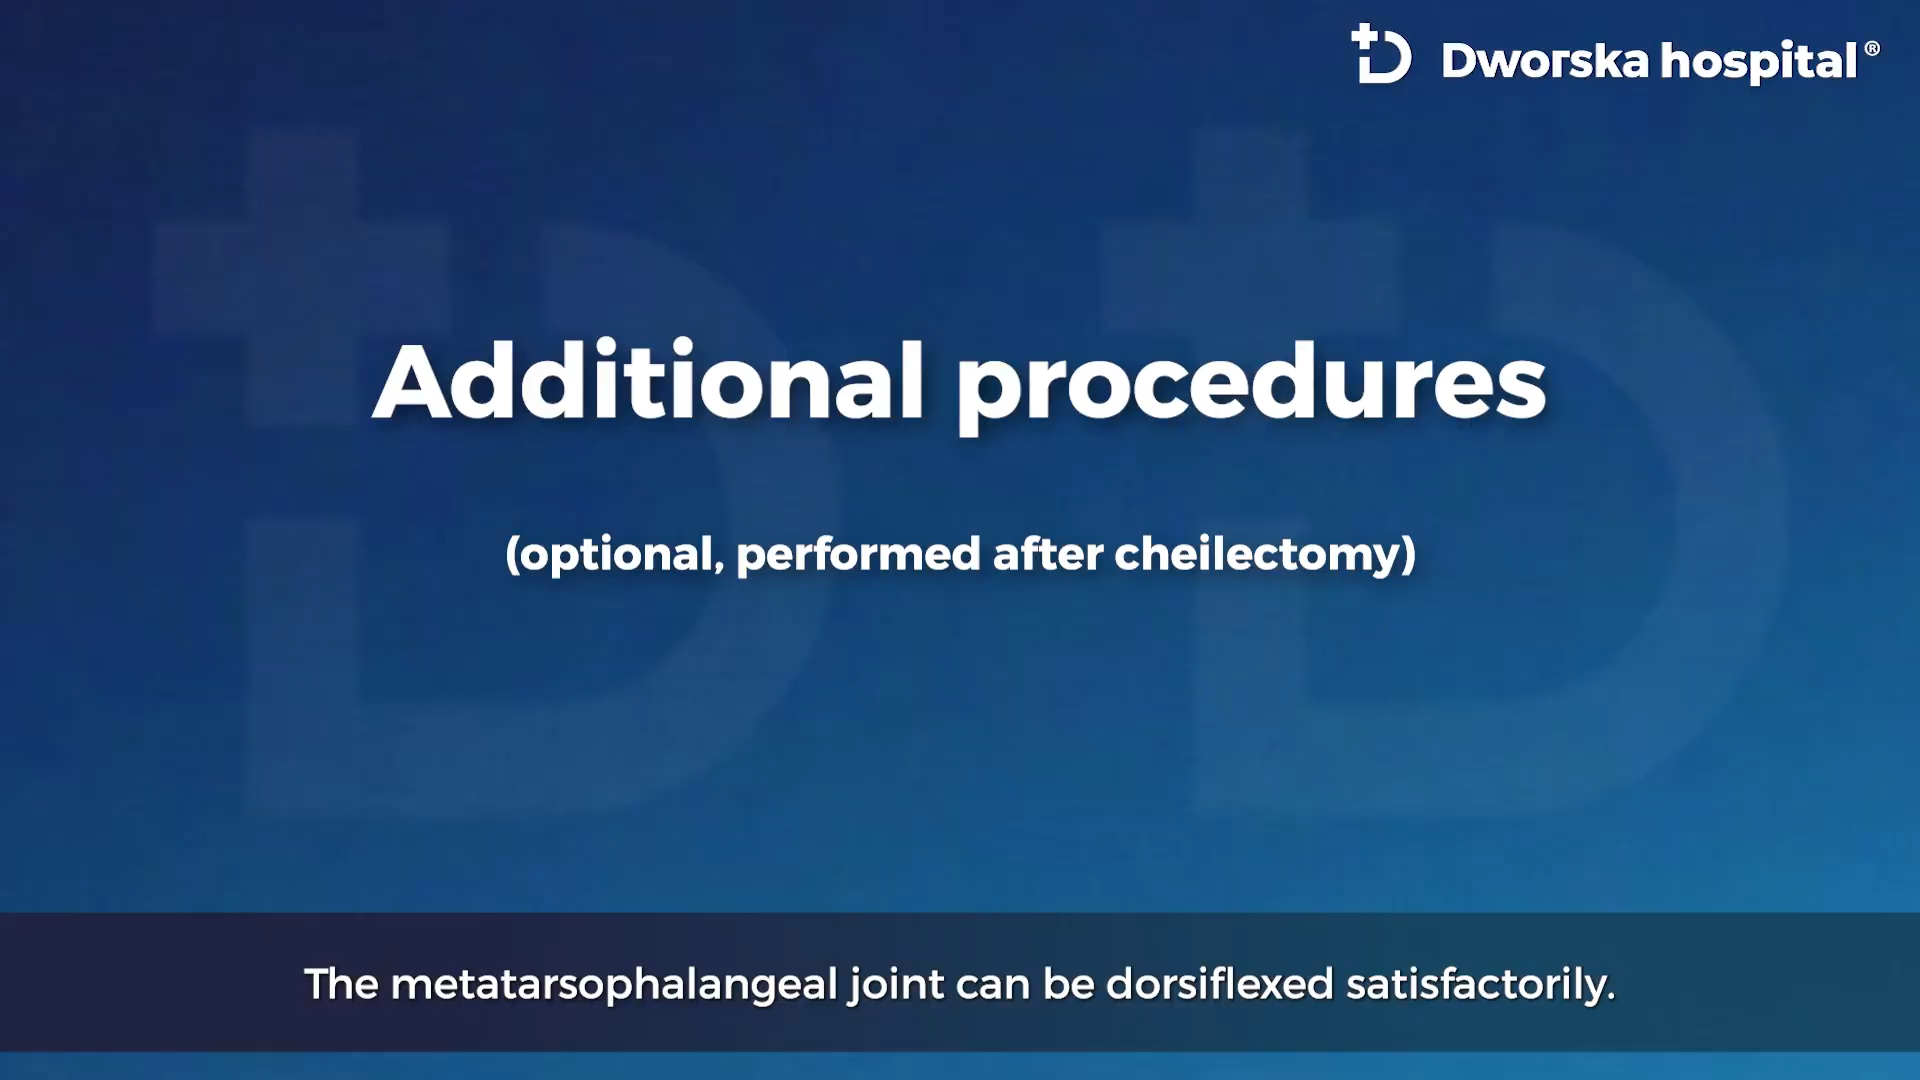 Dworska hospital®
Additional procedures
(optional, performed after cheilectomy)
The metatarsophalangeal joint can be dorsiflexed satisfactorily.